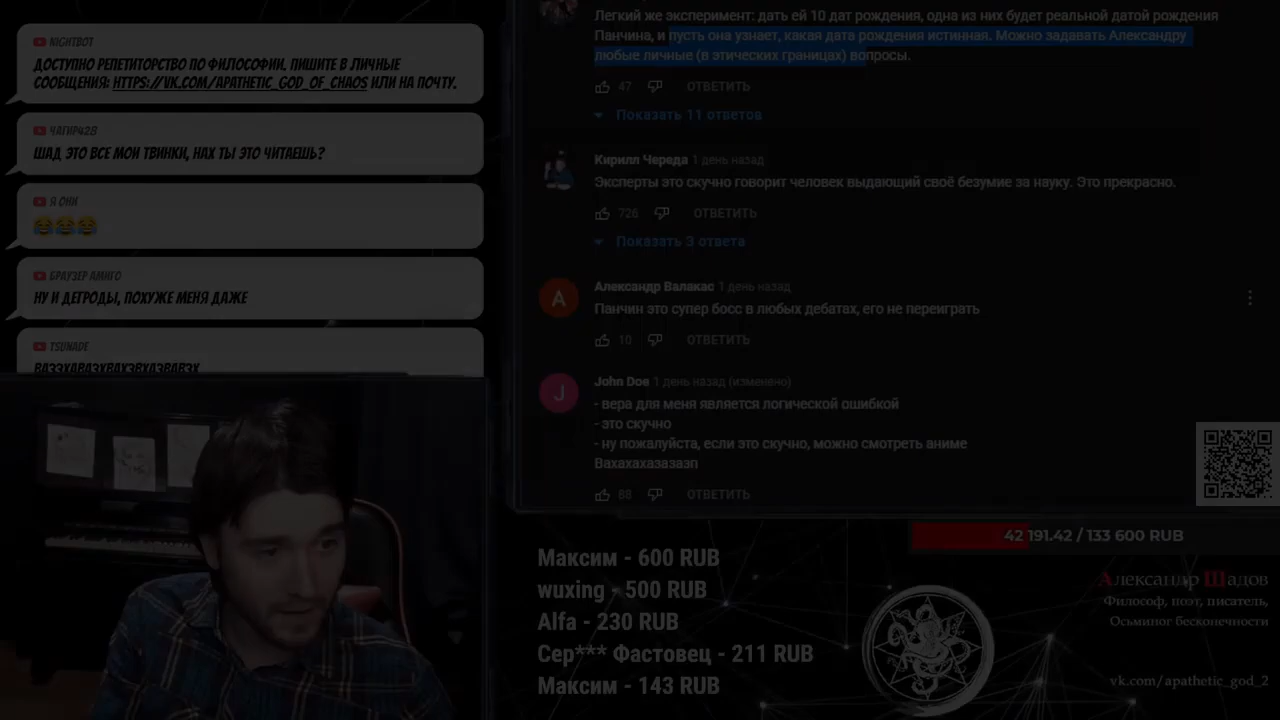 NIGHTBOT
ДОСТУПНО РЕПЕТИТОРСТВО ПО ФИЛОСОФИИ, ПИШИТЕ В ЛИЧНЫЕ
СООБЩЕНИЯ: HTTPS://VK.COM/APATHETIC_GOD_OF_CHAOS ИЛИ НА ПОЧТУ.
ЧАГИР428
ШАД ЭТО ВСЕ МОИ ТВИНКИ, НАХ ТЫ ЭТО ЧИТАЕШЬ?
Я ОНИ
😂😂😂
БРАУЗЕР АМИГО
НУ И ДЕГРОДЫ, ПОХУЖЕ МЕНЯ ДАЖЕ
TSUNADE
Легкий же эксперимент: дать ей 10 дат рождения, одна из них будет реальной датой рождения
Панчина, и пусть она узнает, какая дата рождения истинная. Можно задавать Александру
любые личные (в этических границах) вопросы.
47 ОТВЕТИТЬ
Показать 11 ответов
Кирилл Череда 1 день назад
Эксперты это скучно говорит человек выдающий своё безумие за науку. Это прекрасно.
726 ОТВЕТИТЬ
Показать 3 ответа
А
Александр Валакас 1 день назад
Панчин это супер босс в любых дебатах, его не переиграть
10 ОТВЕТИТЬ
J
John Doe 1 день назад (изменено)
- вера для меня является логической ошибкой
- это скучно
- ну пожалуйста, если это скучно, можно смотреть аниме
Вахахахазазазп
88 ОТВЕТИТЬ
42 191.42 / 133 600 RUB
Максим - 600 RUB
wuxing - 500 RUB
Alfa - 230 RUB
Сер*** Фастовец - 211 RUB
Максим - 143 RUB
Александр Шадов
Философ, поэт, писатель,
Осьминог бесконечности
vk.com/apathetic_god_2